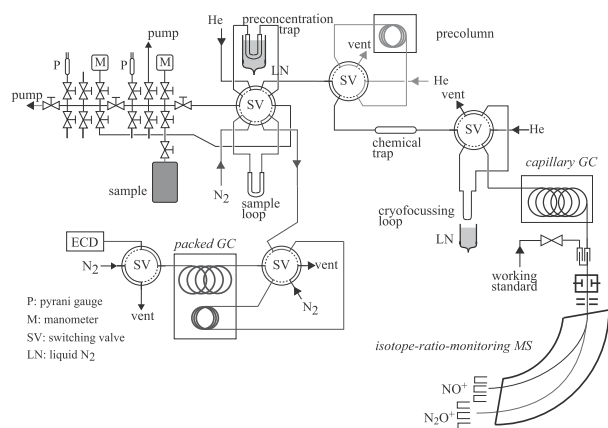 He
preconcentration
trap
LN
vent
precolumn
SV
He
pump
P
M
P
M
pump
SV
vent
SV
He
chemical
trap
sample
N2
sample
loop
cryofocussing
loop
LN
capillary GC
ECD
packed GC
N2
SV
SV
vent
vent
N2
working
standard
P: pyrani gauge
M: manometer
SV: switching valve
LN: liquid N2
isotope-ratio-monitoring MS
NO+
N2O+